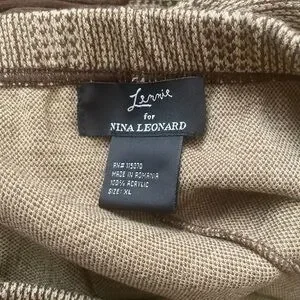 Lennie
for
NINA LEONARD
RN# 115070
MADE IN ROMANIA
100% ACRYLIC
SIZE: XL